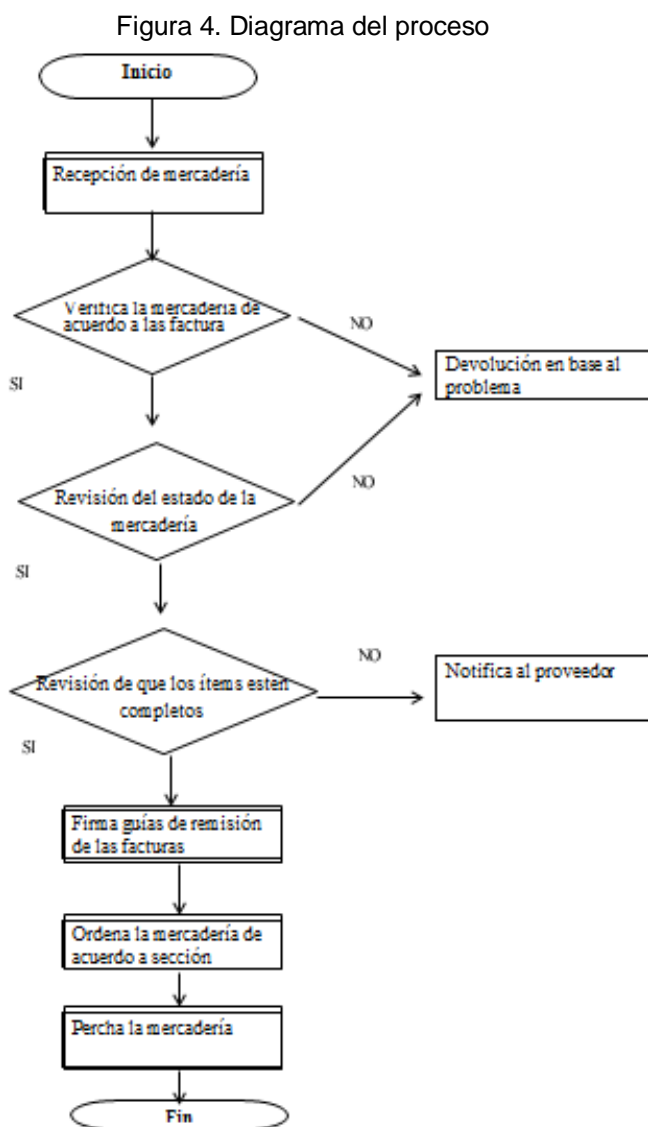 Figura 4. Diagrama del proceso
Inicio
Recepción de mercadería
Verifica la mercadería de
acuerdo a las factura
NO
SI
Devolución en base al
problema
Revisión del estado de la
mercadería
NO
SI
Revisión de que los ítems estén
completos
NO
Notifica al proveedor
SI
Firma guías de remisión
de las facturas
Ordena la mercadería de
acuerdo a sección
Percha la mercadería
Fin